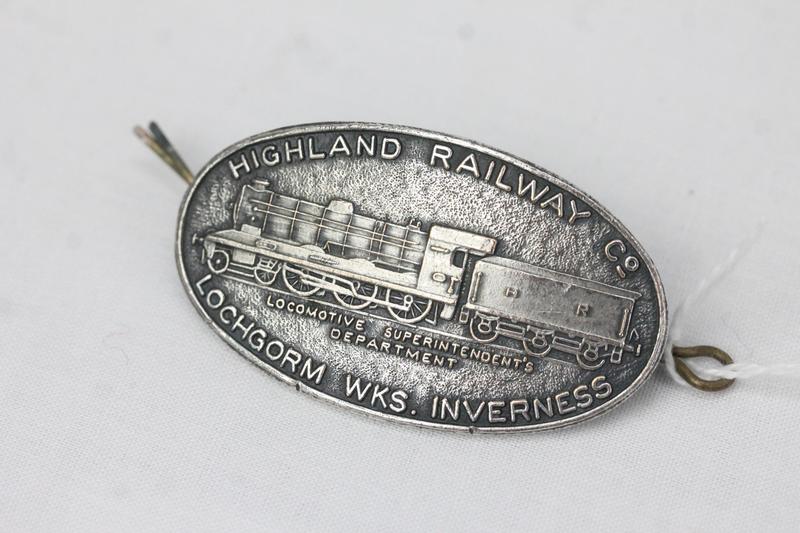 HIGHLAND RAILWAY Cº
H R
LOCOMOTIVE SUPERINTENDENT'S
DEPARTMENT
LOCHGORM WKS. INVERNESS